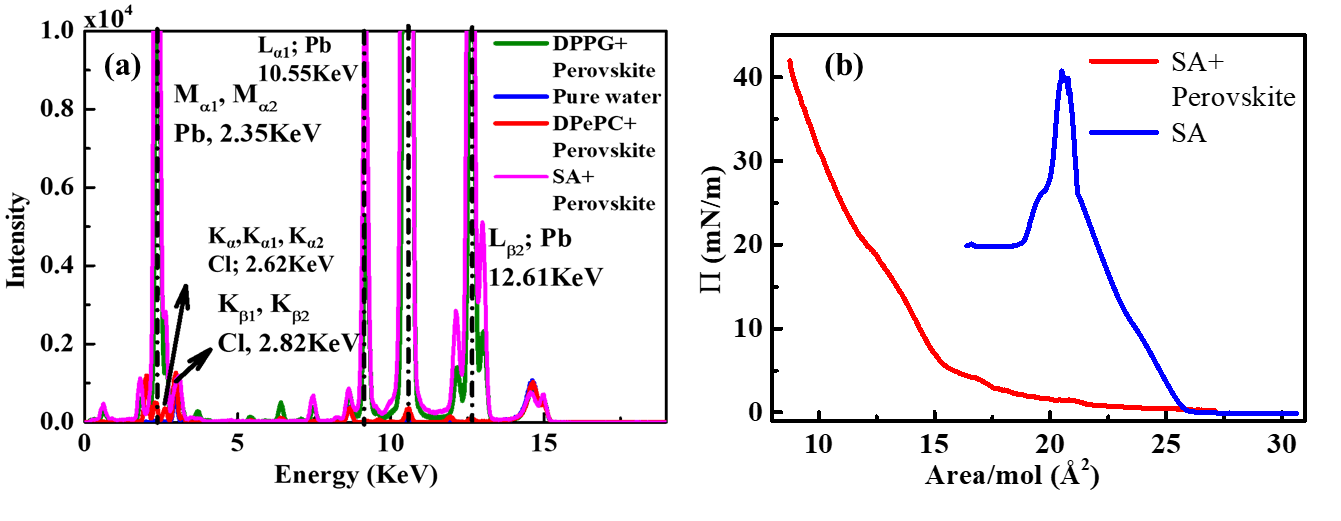 x10⁴
1.0
0.8
0.6
0.4
0.2
0.0
0
5
10
15
Intensity
Energy (KeV)
(a)
Lα1; Pb
10.55KeV
Mα1, Mα2
Pb, 2.35KeV
Kα,Kα1, Kα2
Cl; 2.62KeV
Kβ1, Kβ2
Cl, 2.82KeV
Lβ2; Pb
12.61KeV
DPPG+
Perovskite
Pure water
DPePC+
Perovskite
SA+
Perovskite
(b)
SA+
Perovskite
SA
40
30
20
10
0
10
15
20
25
30
Π (mN/m)
Area/mol (Å²)